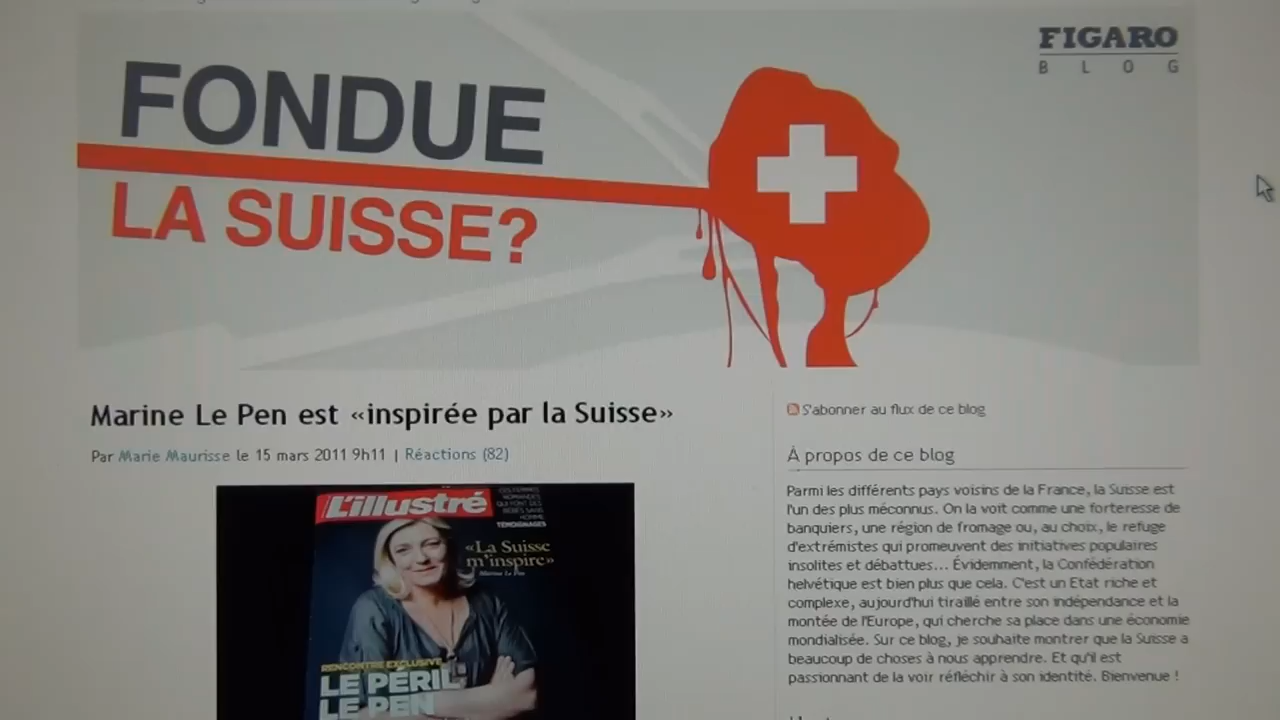 FIGARO
BLOG
FONDUE
LA SUISSE?
Marine Le Pen est «inspirée par la Suisse»
Par Marie Maurisse le 15 mars 2011 9h11 | Réactions (82)
L'illustré
TÉMOIGNAGES
«La Suisse
m'inspire»
Marine Le Pen
RENCONTRE EXCLUSIVE
LE PÉRIL
LE PEN
S'abonner au flux de ce blog
À propos de ce blog
Parmi les différents pays voisins de la France, la Suisse est
l'un des plus méconnus. On la voit comme une forteresse de
banquiers, une région de fromage ou, au choix, le refuge
d'extrémistes qui promeuvent des initiatives populaires
insolites et débattues... Évidemment, la Confédération
helvétique est bien plus que cela. C'est un Etat riche et
complexe, aujourd'hui tiraillé entre son indépendance et la
montée de l'Europe, qui cherche sa place dans une économie
mondialisée. Sur ce blog, je souhaite montrer que la Suisse a
beaucoup de choses à nous apprendre. Et qu'il est
passionnant de la voir réfléchir à son identité. Bienvenue !